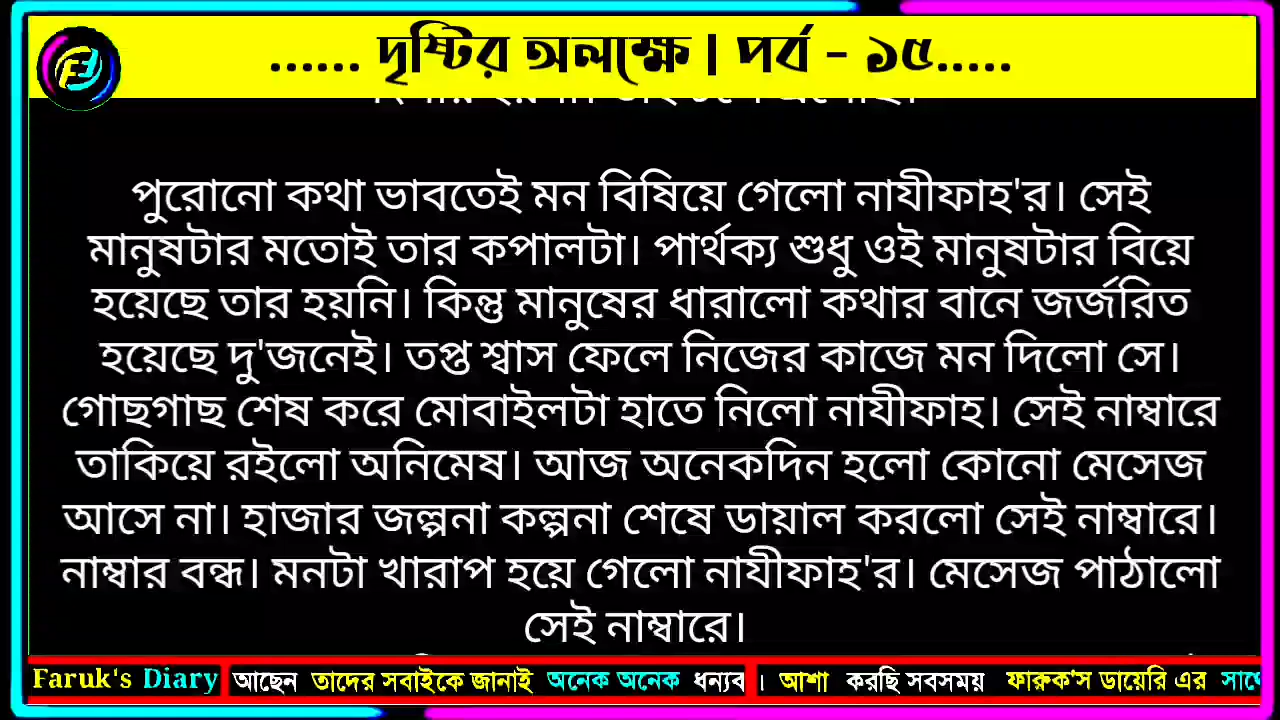 ...... দৃষ্টির অলক্ষে | পর্ব - ১৫.....
পুরোনো কথা ভাবতেই মন বিষিয়ে গেলো নাযীফাহ'র। সেই
মানুষটার মতোই তার কপালটা। পার্থক্য শুধু ওই মানুষটার বিয়ে
হয়েছে তার হয়নি। কিন্তু মানুষের ধারালো কথার বানে জর্জরিত
হয়েছে দু'জনেই। তপ্ত শ্বাস ফেলে নিজের কাজে মন দিলো সে।
গোছগাছ শেষ করে মোবাইলটা হাতে নিলো নাযীফাহ। সেই নাম্বারে
তাকিয়ে রইলো অনিমেষ। আজ অনেকদিন হলো কোনো মেসেজ
আসে না। হাজার জল্পনা কল্পনা শেষে ডায়াল করলো সেই নাম্বারে।
নাম্বার বন্ধ। মনটা খারাপ হয়ে গেলো নাযীফাহ'র। মেসেজ পাঠালো
সেই নাম্বারে।
Faruk's Diary আছেন তাদের সবাইকে জানাই অনেক অনেক ধন্যব । আশা করছি সবসময় ফারুক'স ডায়েরি এর